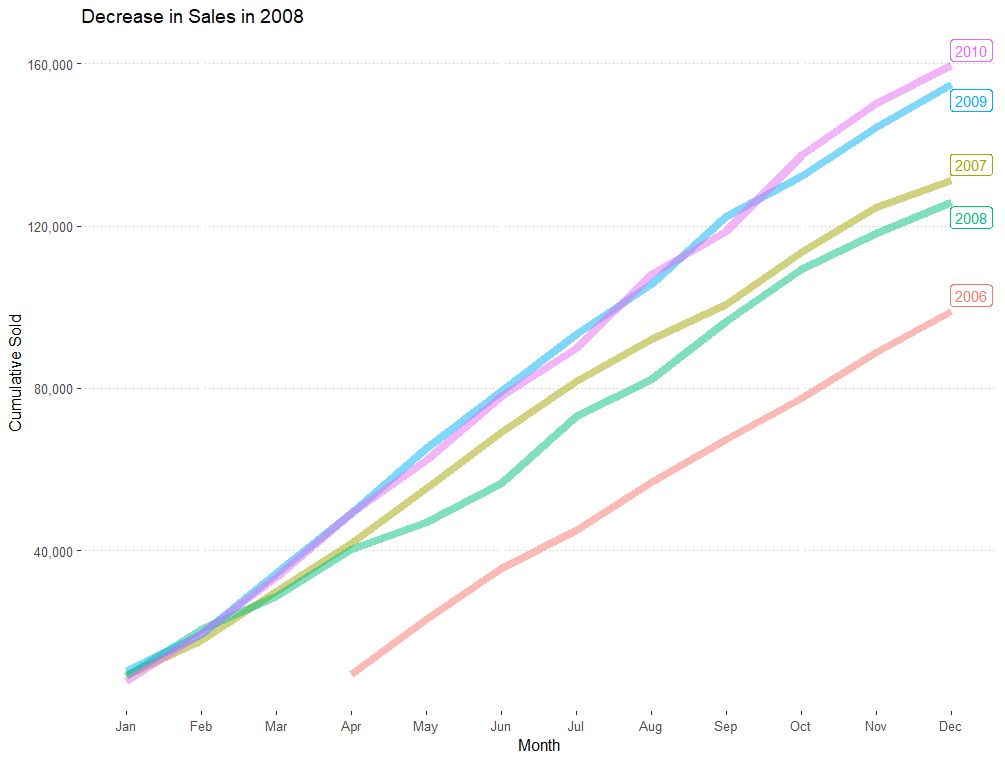 Decrease in Sales in 2008
2010
160,000
2009
2007
2008
120,000
2006
Cumulative Sold
80,000
40,000
Jan Feb Mar Apr May Jun Jul Aug Sep Oct Nov Dec
Month